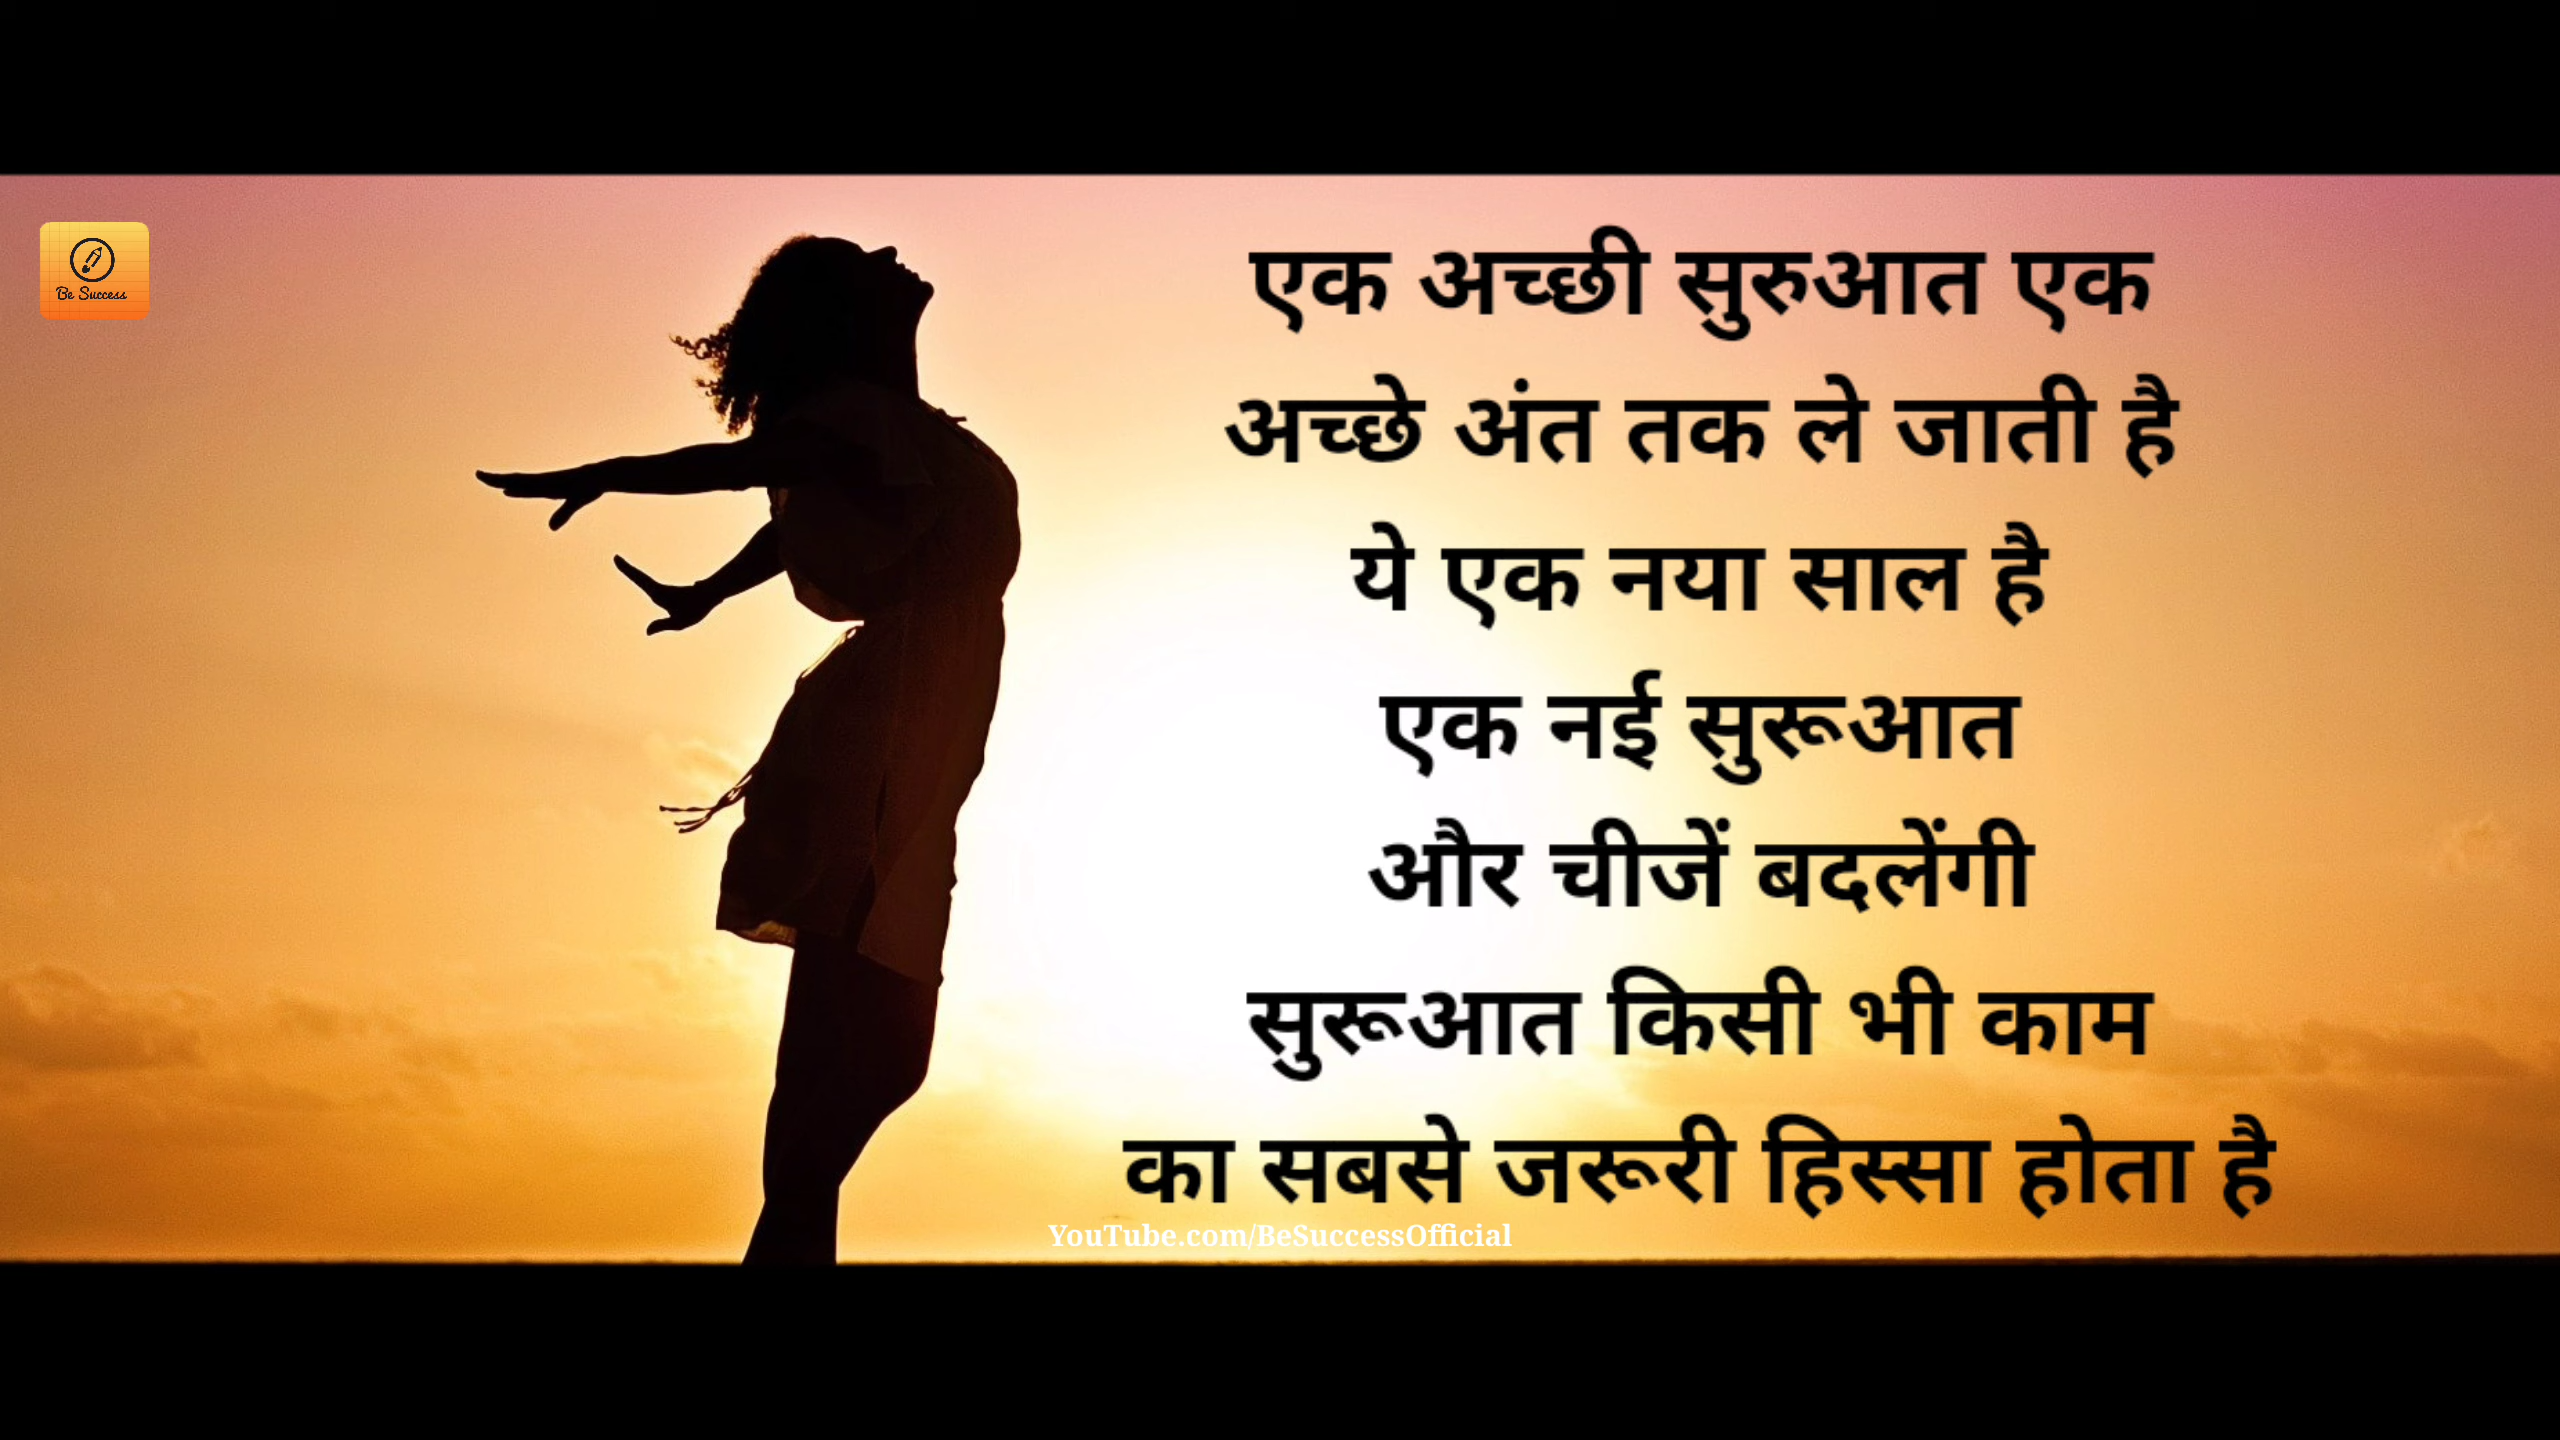 Be Success
एक अच्छी सुरुआत एक
अच्छे अंत तक ले जाती है
ये एक नया साल है
एक नई सुरूआत
और चीजें बदलेंगी
सुरूआत किसी भी काम
का सबसे जरूरी हिस्सा होता है
YouTube.com/BeSuccessOfficial